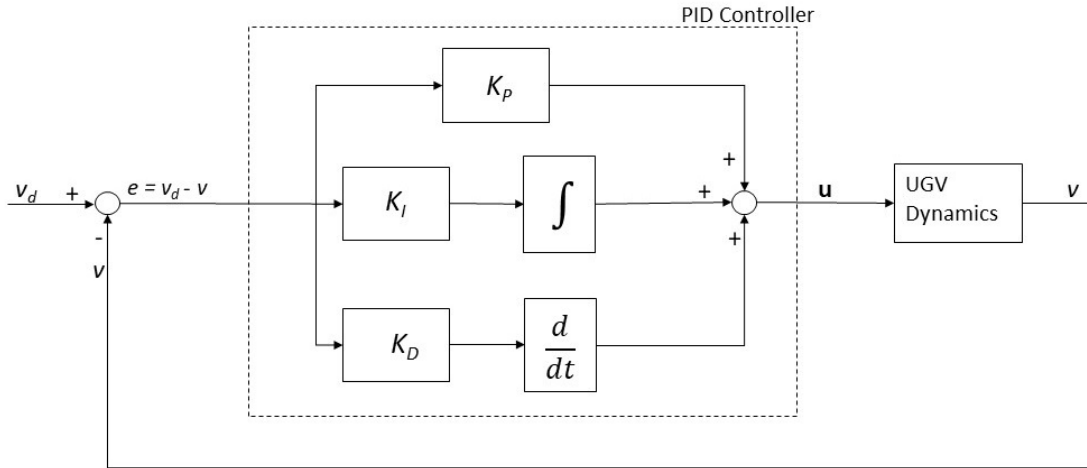 PID Controller
K_P
v_d
+
e = v_d - v
K_I
∫
+
+
+
u
UGV
Dynamics
v
-
v
K_D
d
dt